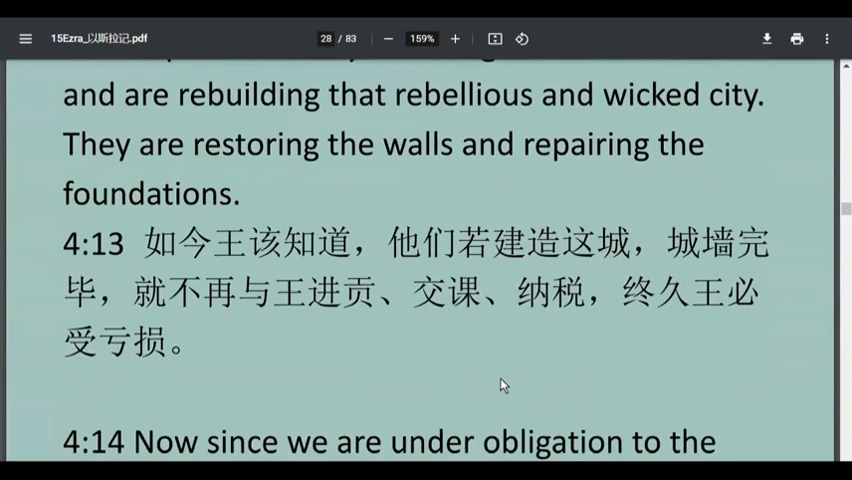 15Ezra_以斯拉记.pdf
28 / 83
159%
and are rebuilding that rebellious and wicked city.
They are restoring the walls and repairing the
foundations.
4:13 如今王该知道，他们若建造这城，城墙完
毕，就不再与王进贡、交课、纳税，终久王必
受亏损。
4:14 Now since we are under obligation to the